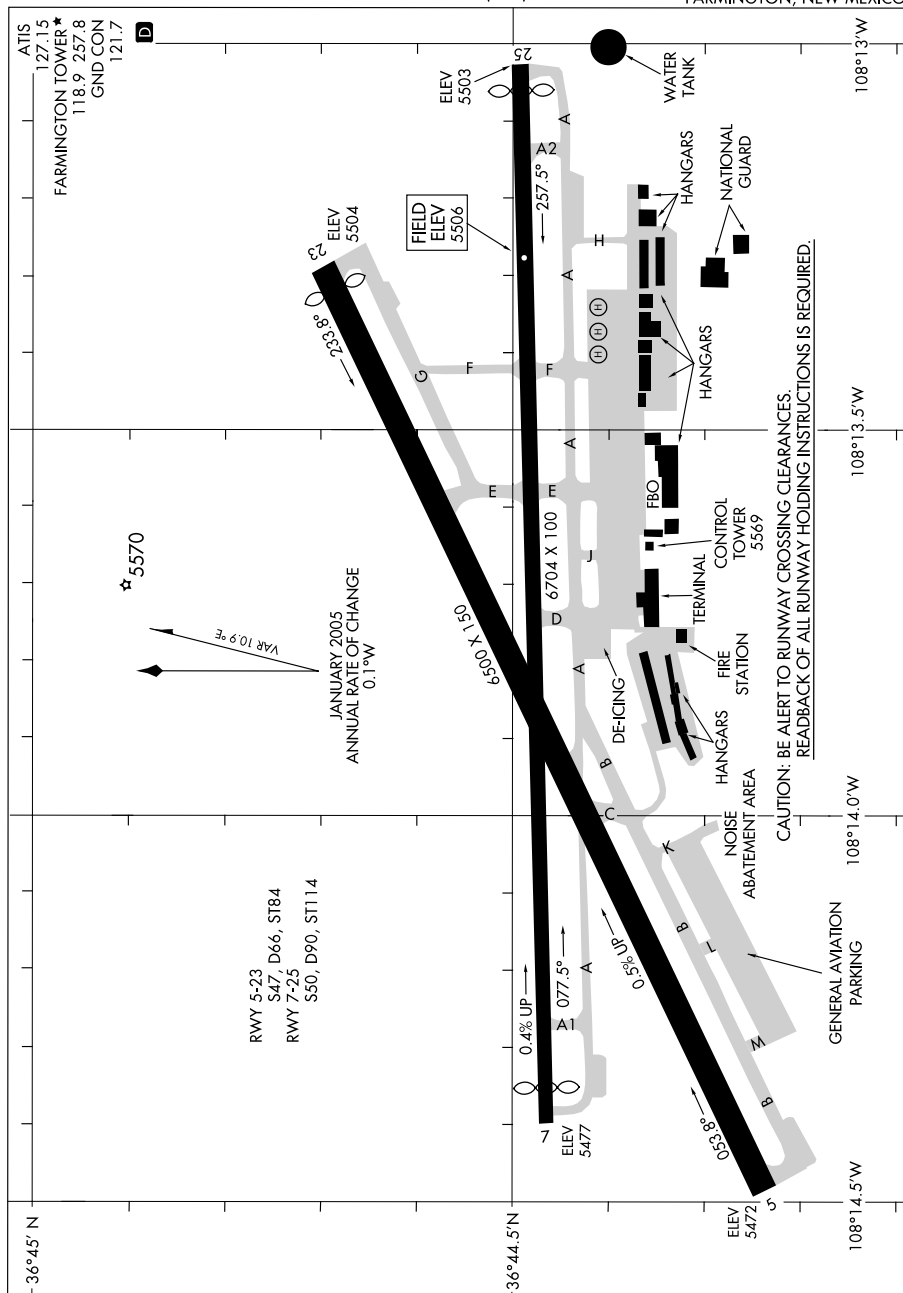 FARMINGTON, NEW MEXICO
ATIS
127.15
FARMINGTON TOWER★
118.9 257.8
GND CON
121.7
D
5570
VAR 10.9° E
JANUARY 2005
ANNUAL RATE OF CHANGE
0.1°W
RWY 5-23
S47, D66, ST84
RWY 7-25
S50, D90, ST114
23
ELEV
5504
233.8°
FIELD
ELEV
5506
ELEV
5503
25
257.5°
A2
A
A
H
G
F
F
A
E
E
6704 X 100
6500 X 150
J
D
A
B
C
0.4% UP
077.5°
A
A1
7
ELEV
5477
0.5% UP
053.8°
5
ELEV
5472
K
B
L
M
B
H
H
H
WATER
TANK
HANGARS
NATIONAL
GUARD
HANGARS
FBO
CONTROL
TOWER
5569
TERMINAL
FIRE
STATION
DE-ICING
HANGARS
NOISE
ABATEMENT AREA
GENERAL AVIATION
PARKING
CAUTION: BE ALERT TO RUNWAY CROSSING CLEARANCES.
READBACK OF ALL RUNWAY HOLDING INSTRUCTIONS IS REQUIRED.
36°45' N
36°44.5'N
108°14.5'W
108°14.0'W
108°13.5'W
108°13'W